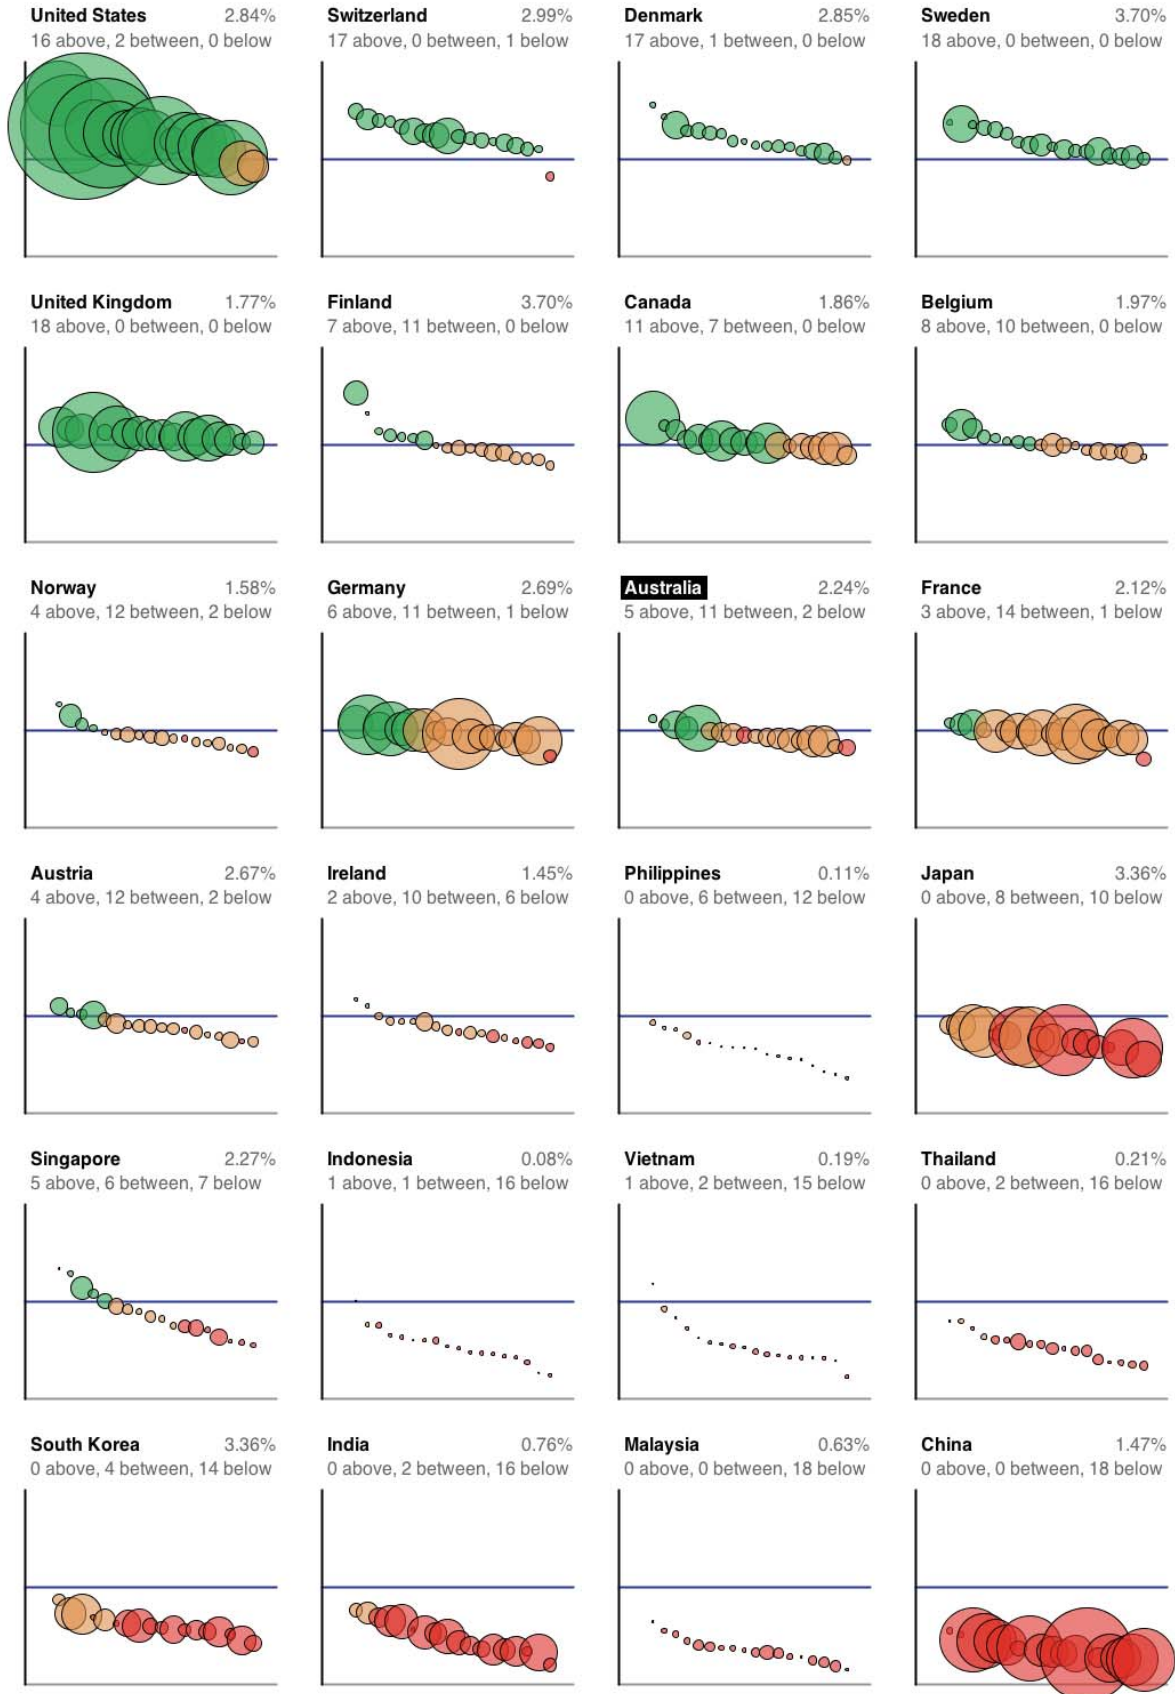 United States 2.84%
16 above, 2 between, 0 below
Switzerland 2.99%
17 above, 0 between, 1 below
Denmark 2.85%
17 above, 1 between, 0 below
Sweden 3.70%
18 above, 0 between, 0 below
United Kingdom 1.77%
18 above, 0 between, 0 below
Finland 3.70%
7 above, 11 between, 0 below
Canada 1.86%
11 above, 7 between, 0 below
Belgium 1.97%
8 above, 10 between, 0 below
Norway 1.58%
4 above, 12 between, 2 below
Germany 2.69%
6 above, 11 between, 1 below
Australia 2.24%
5 above, 11 between, 2 below
France 2.12%
3 above, 14 between, 1 below
Austria 2.67%
4 above, 12 between, 2 below
Ireland 1.45%
2 above, 10 between, 6 below
Philippines 0.11%
0 above, 6 between, 12 below
Japan 3.36%
0 above, 8 between, 10 below
Singapore 2.27%
5 above, 6 between, 7 below
Indonesia 0.08%
1 above, 1 between, 16 below
Vietnam 0.19%
1 above, 2 between, 15 below
Thailand 0.21%
0 above, 2 between, 16 below
South Korea 3.36%
0 above, 4 between, 14 below
India 0.76%
0 above, 2 between, 16 below
Malaysia 0.63%
0 above, 0 between, 18 below
China 1.47%
0 above, 0 between, 18 below